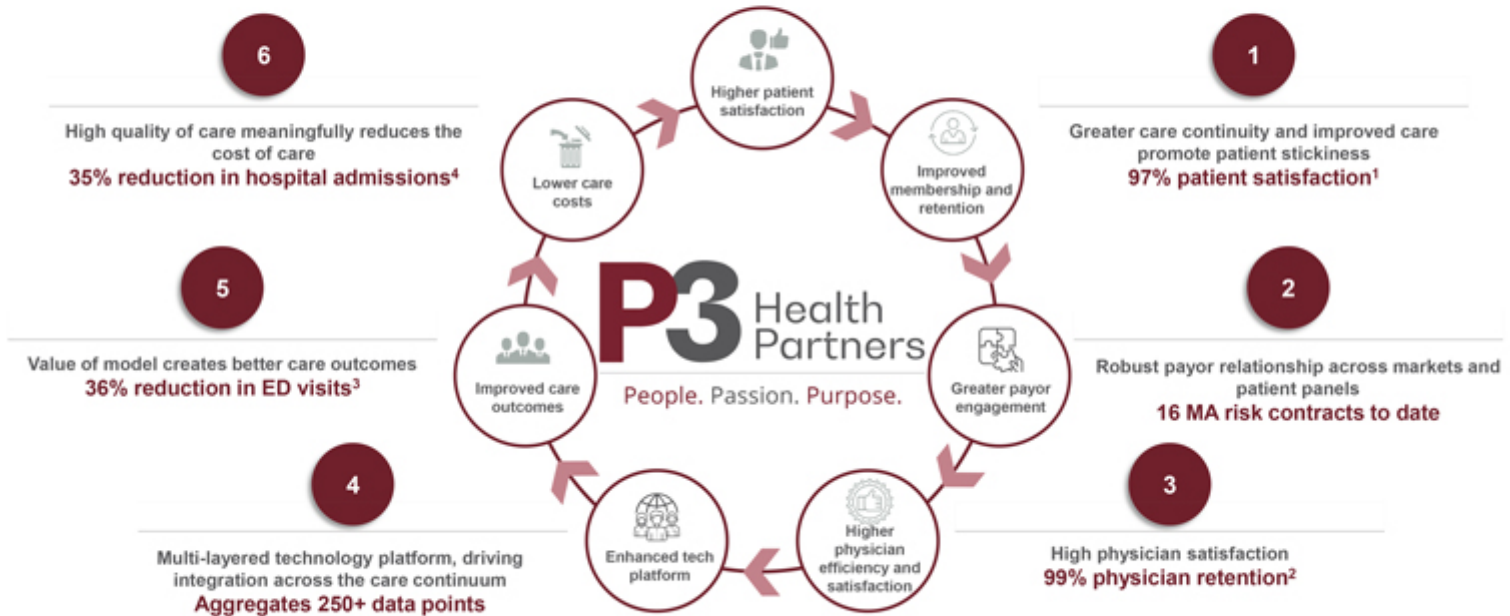 6
High quality of care meaningfully reduces the
cost of care
35% reduction in hospital admissions⁴
5
Value of model creates better care outcomes
36% reduction in ED visits³
4
Multi-layered technology platform, driving
integration across the care continuum
Aggregates 250+ data points
Higher patient
satisfaction
Improved
membership and
retention
Greater payor
engagement
Higher
physician
efficiency and
satisfaction
Enhanced tech
platform
Improved care
outcomes
Lower care
costs
P3 Health
Partners
People. Passion. Purpose.
1
Greater care continuity and improved care
promote patient stickiness
97% patient satisfaction¹
2
Robust payor relationship across markets and
patient panels
16 MA risk contracts to date
3
High physician satisfaction
99% physician retention²